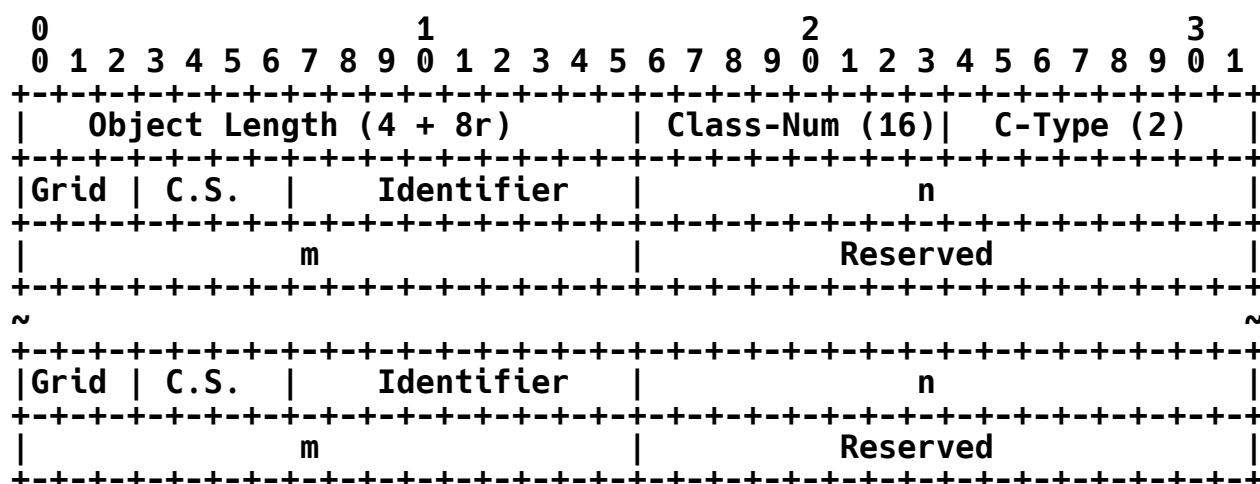 0                   1                   2                   3
 0 1 2 3 4 5 6 7 8 9 0 1 2 3 4 5 6 7 8 9 0 1 2 3 4 5 6 7 8 9 0 1
+-+-+-+-+-+-+-+-+-+-+-+-+-+-+-+-+-+-+-+-+-+-+-+-+-+-+-+-+-+-+-+-+
|   Object Length (4 + 8r)      | Class-Num (16)|  C-Type (2)   |
+-+-+-+-+-+-+-+-+-+-+-+-+-+-+-+-+-+-+-+-+-+-+-+-+-+-+-+-+-+-+-+-+
|Grid | C.S.  |    Identifier   |              n                |
+-+-+-+-+-+-+-+-+-+-+-+-+-+-+-+-+-+-+-+-+-+-+-+-+-+-+-+-+-+-+-+-+
|              m                |          Reserved             |
+-+-+-+-+-+-+-+-+-+-+-+-+-+-+-+-+-+-+-+-+-+-+-+-+-+-+-+-+-+-+-+-+
~                                                               ~
+-+-+-+-+-+-+-+-+-+-+-+-+-+-+-+-+-+-+-+-+-+-+-+-+-+-+-+-+-+-+-+-+
|Grid | C.S.  |    Identifier   |              n                |
+-+-+-+-+-+-+-+-+-+-+-+-+-+-+-+-+-+-+-+-+-+-+-+-+-+-+-+-+-+-+-+-+
|              m                |          Reserved             |
+-+-+-+-+-+-+-+-+-+-+-+-+-+-+-+-+-+-+-+-+-+-+-+-+-+-+-+-+-+-+-+-+